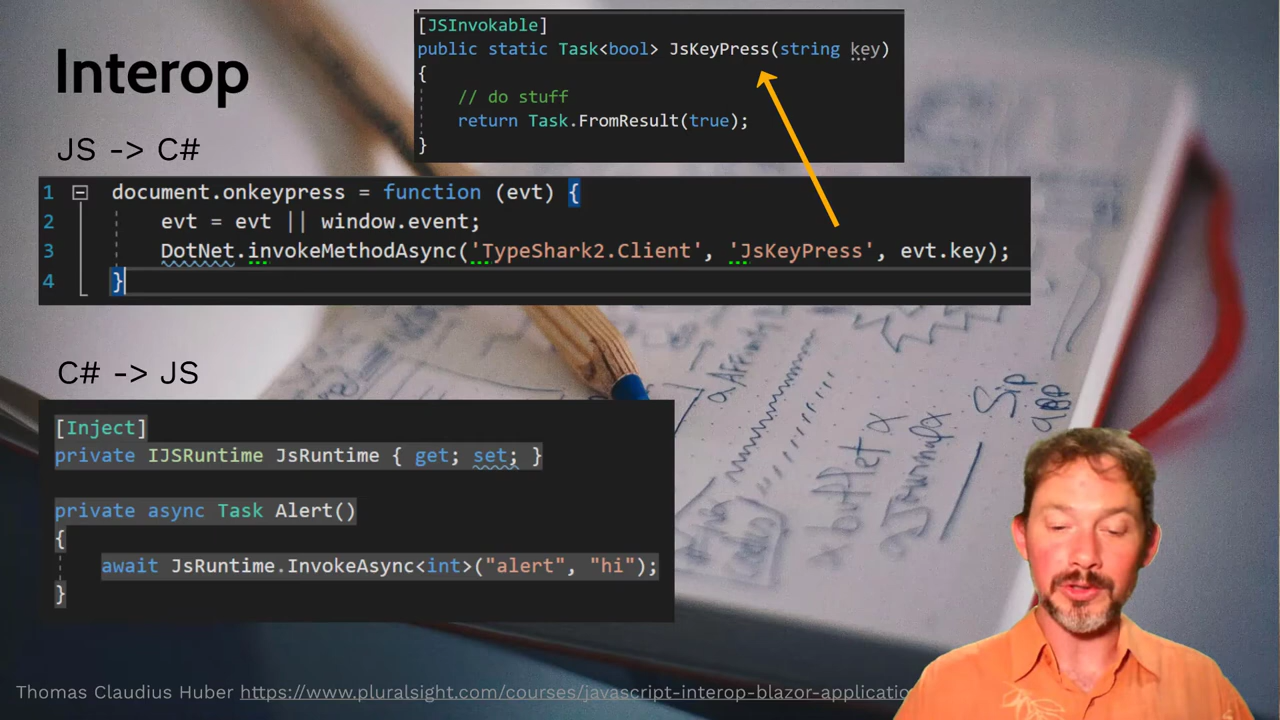 Interop
[JSInvokable]
public static Task<bool> JsKeyPress(string key)
{
// do stuff
return Task.FromResult(true);
}
JS -> C#
1 document.onkeypress = function (evt) {
2 evt = evt || window.event;
3 DotNet.invokeMethodAsync('TypeShark2.Client', 'JsKeyPress', evt.key);
4 }
C# -> JS
[Inject]
private IJSRuntime JsRuntime { get; set; }
private async Task Alert()
{
await JsRuntime.InvokeAsync<int>("alert", "hi");
}
Sip
app
Thomas Claudius Huber https://www.pluralsight.com/courses/javascript-interop-blazor-applicatio